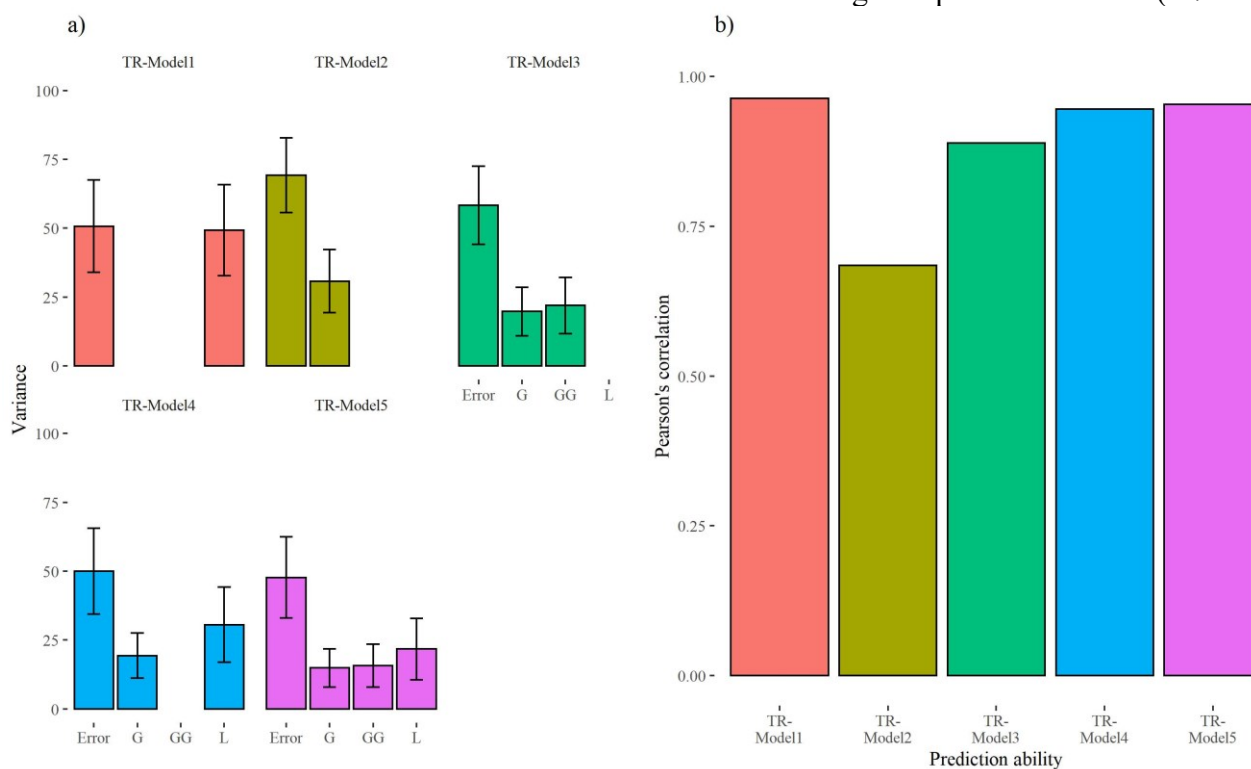 a)
TR-Model1 TR-Model2 TR-Model3
100
75
50
25
0
Variance
Error G GG L
TR-Model4 TR-Model5
100
75
50
25
0
Error G GG L Error G GG L
b)
1.00
0.75
0.50
0.25
0.00
Pearson's correlation
TR-
Model1
TR-
Model2
TR-
Model3
TR-
Model4
TR-
Model5
Prediction ability